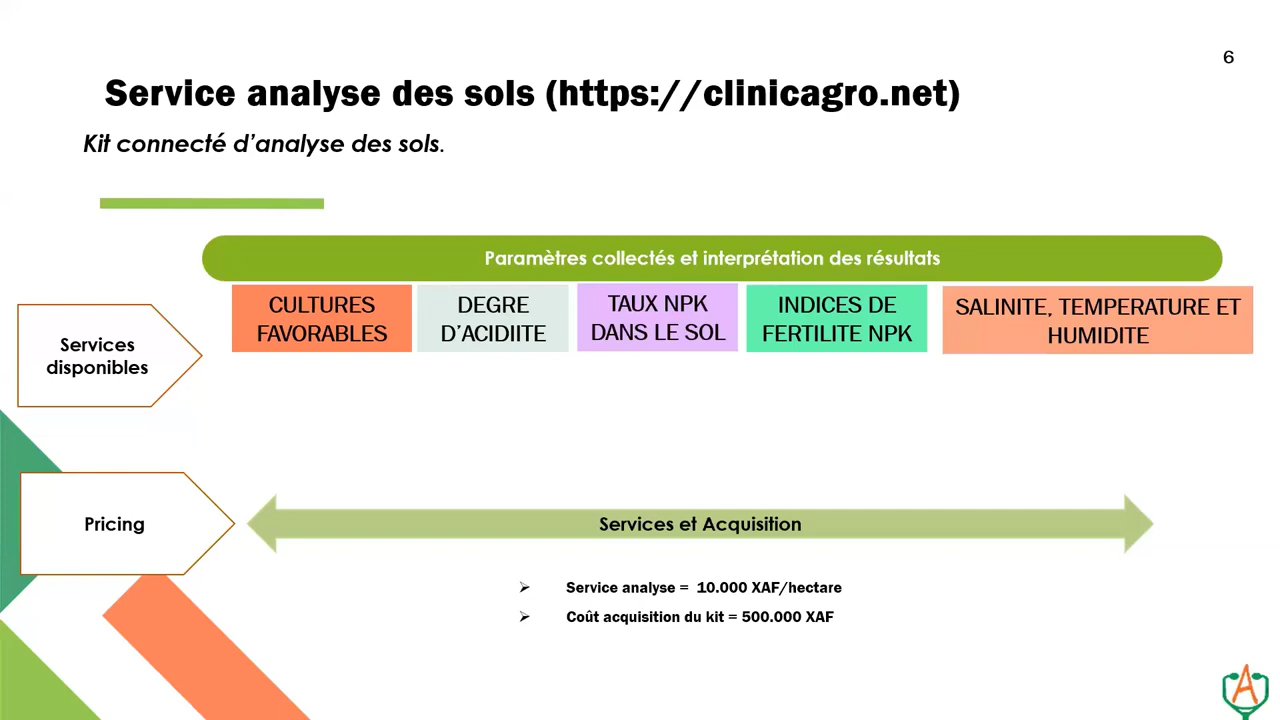 6
Service analyse des sols (https://clinicagro.net)
Kit connecté d’analyse des sols.
Paramètres collectés et interprétation des résultats
Services
disponibles
CULTURES
FAVORABLES
DEGRE
D’ACIDIITE
TAUX NPK
DANS LE SOL
INDICES DE
FERTILITE NPK
SALINITE, TEMPERATURE ET
HUMIDITE
Pricing
Services et Acquisition
➢ Service analyse = 10.000 XAF/hectare
➢ Coût acquisition du kit = 500.000 XAF